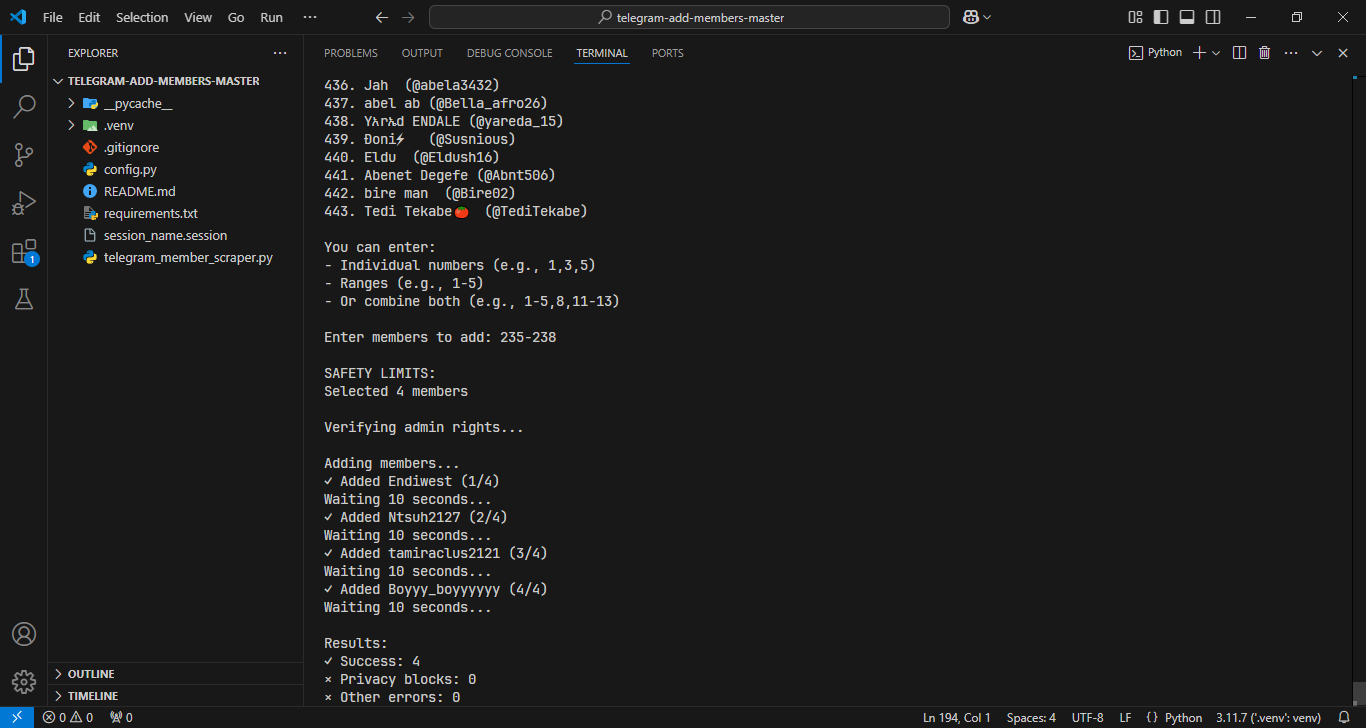 File Edit Selection View Go Run ··· telegram-add-members-master
EXPLORER ···
TELEGRAM-ADD-MEMBERS-MASTER
__pycache__
.venv
.gitignore
config.py
README.md
requirements.txt
session_name.session
telegram_member_scraper.py
1
OUTLINE
TIMELINE
PROBLEMS OUTPUT DEBUG CONSOLE TERMINAL PORTS Python
436. Jah (@abela3432)
437. abel ab (@Bella_afro26)
438. ENDALE (@yareda_15)
439. Ðoni⚡ (@Susnious)
440. Eldu (@Eldush16)
441. Abenet Degefe (@Abnt506)
442. bire man (@Bire02)
443. Tedi Tekabe🍅 (@TediTekabe)
You can enter:
- Individual numbers (e.g., 1,3,5)
- Ranges (e.g., 1-5)
- Or combine both (e.g., 1-5,8,11-13)
Enter members to add: 235-238
SAFETY LIMITS:
Selected 4 members
Verifying admin rights...
Adding members...
✓ Added Endiwest (1/4)
Waiting 10 seconds...
✓ Added Ntsuh2127 (2/4)
Waiting 10 seconds...
✓ Added tamiraclus2121 (3/4)
Waiting 10 seconds...
✓ Added Boyyy_boyyyyyy (4/4)
Waiting 10 seconds...
Results:
✓ Success: 4
× Privacy blocks: 0
× Other errors: 0
0 0 0 Ln 194, Col 1 Spaces: 4 UTF-8 LF {} Python 3.11.7 ('.venv': venv)